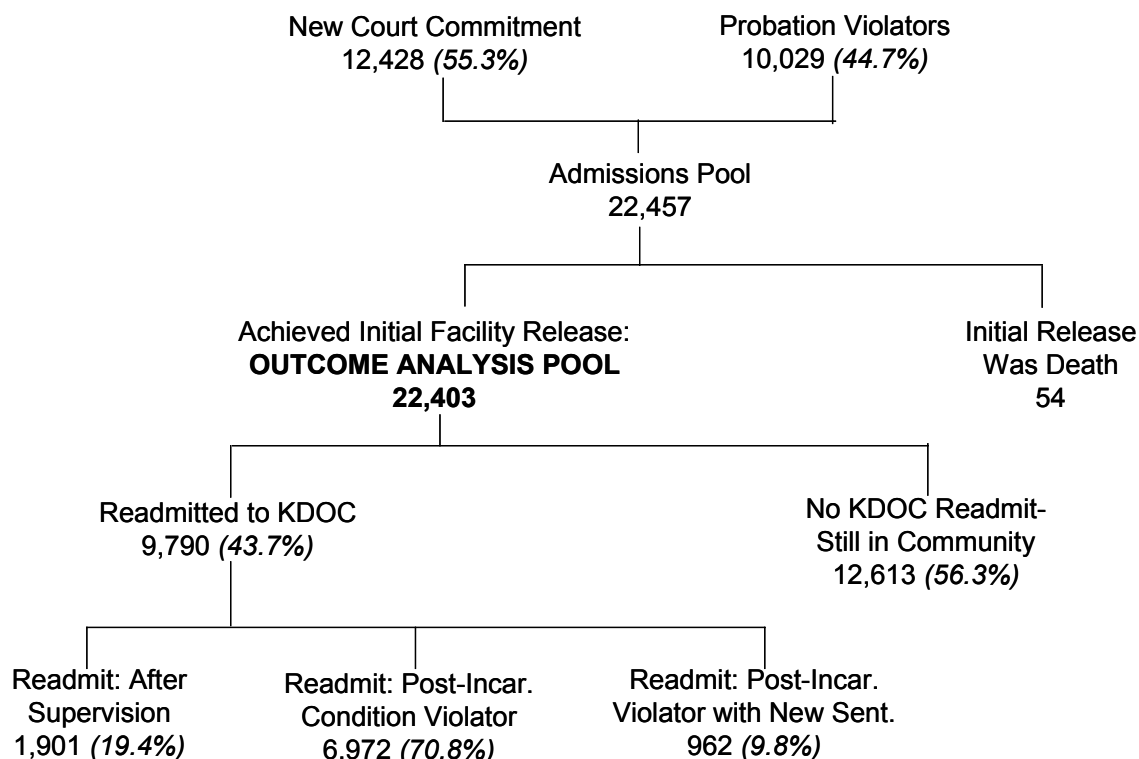 New Court Commitment
12,428 (55.3%)
Probation Violators
10,029 (44.7%)
Admissions Pool
22,457
Achieved Initial Facility Release:
OUTCOME ANALYSIS POOL
22,403
Initial Release
Was Death
54
Readmitted to KDOC
9,790 (43.7%)
No KDOC Readmit-
Still in Community
12,613 (56.3%)
Readmit: After
Supervision
1,901 (19.4%)
Readmit: Post-Incar.
Condition Violator
6,972 (70.8%)
Readmit: Post-Incar.
Violator with New Sent.
962 (9.8%)